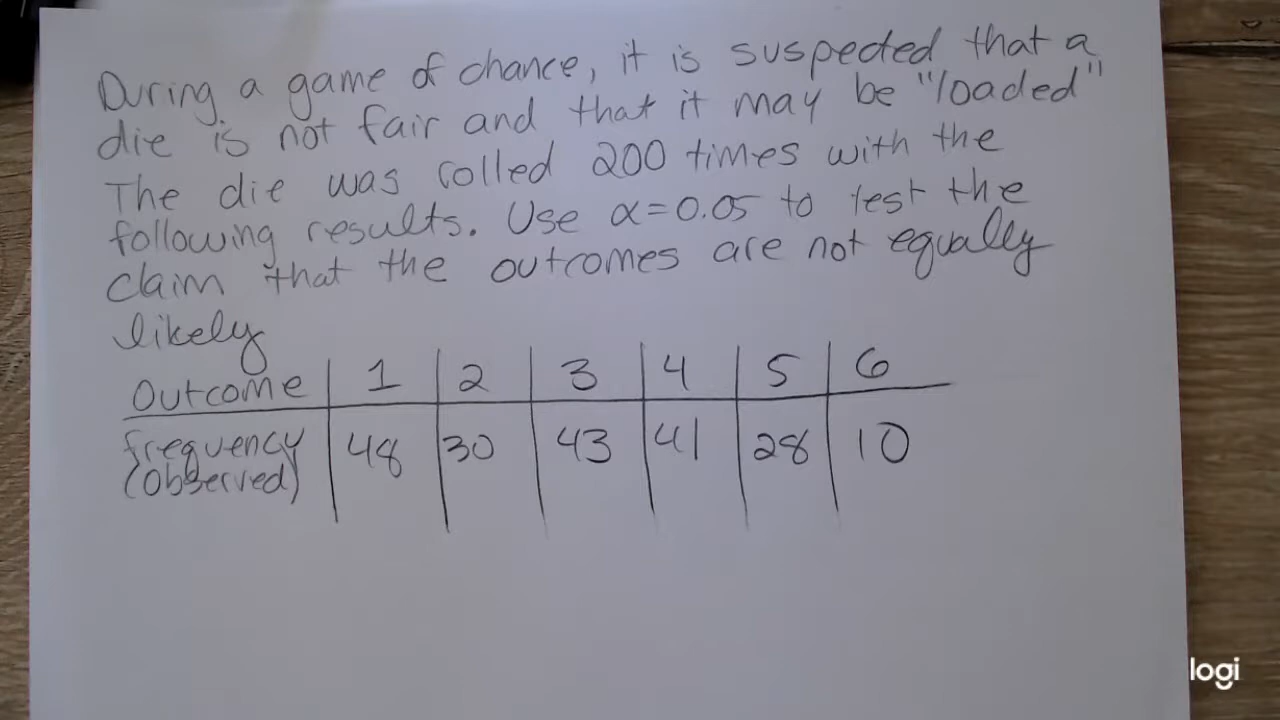 During a game of chance, it is suspected that a
die is not fair and that it may be "loaded"
The die was rolled 200 times with the
following results. Use α=0.05 to test the
claim that the outcomes are not equally
likely
Outcome 1 2 3 4 5 6
frequency 48 30 43 41 28 10
(observed)
logi